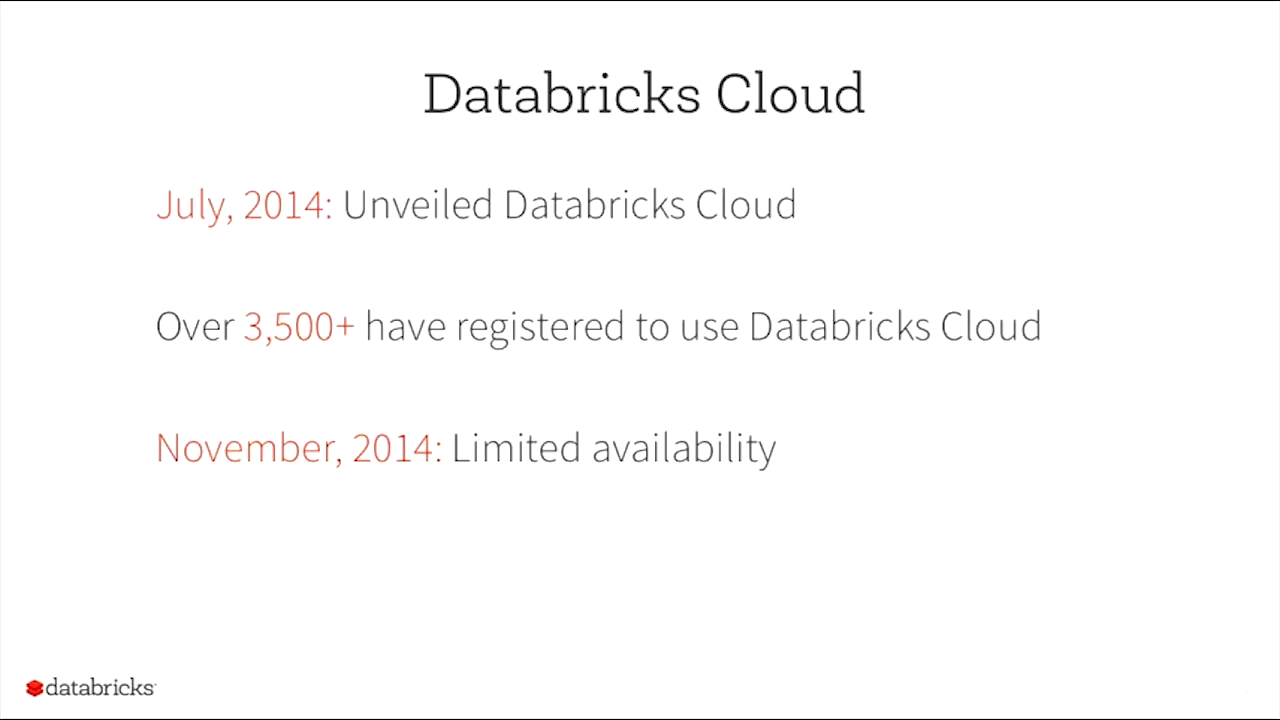 Databricks Cloud
July, 2014: Unveiled Databricks Cloud
Over 3,500+ have registered to use Databricks Cloud
November, 2014: Limited availability
databricks